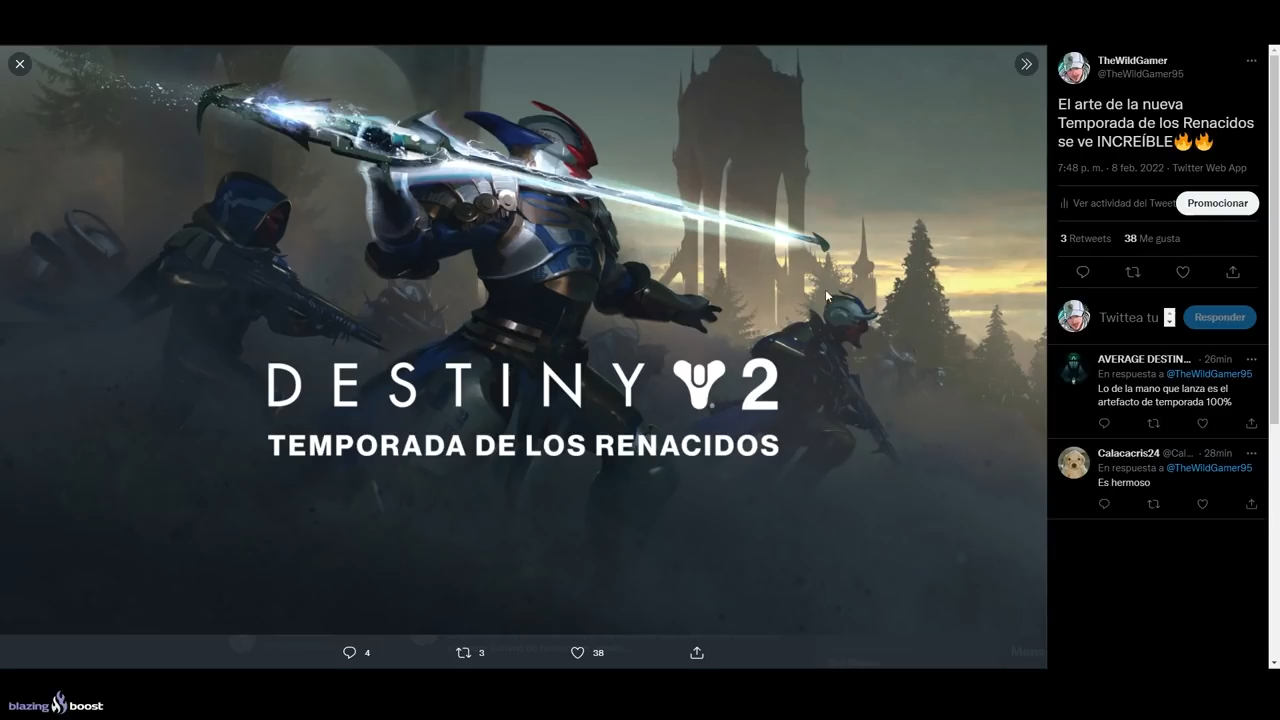 TheWildGamer
@TheWildGamer95
El arte de la nueva
Temporada de los Renacidos
se ve INCREÍBLE🔥🔥
7:48 p. m. · 8 feb. 2022 · Twitter Web App
Ver actividad del Tweet
Promocionar
3 Retweets 38 Me gusta
Twittea tu
Responder
AVERAGE DESTIN... · 26min
En respuesta a @TheWildGamer95
Lo de la mano que lanza es el
artefacto de temporada 100%
Calacacris24 @Cal... · 28min
En respuesta a @TheWildGamer95
Es hermoso
DESTINY 2
TEMPORADA DE LOS RENACIDOS
4 3 38
blazing boost